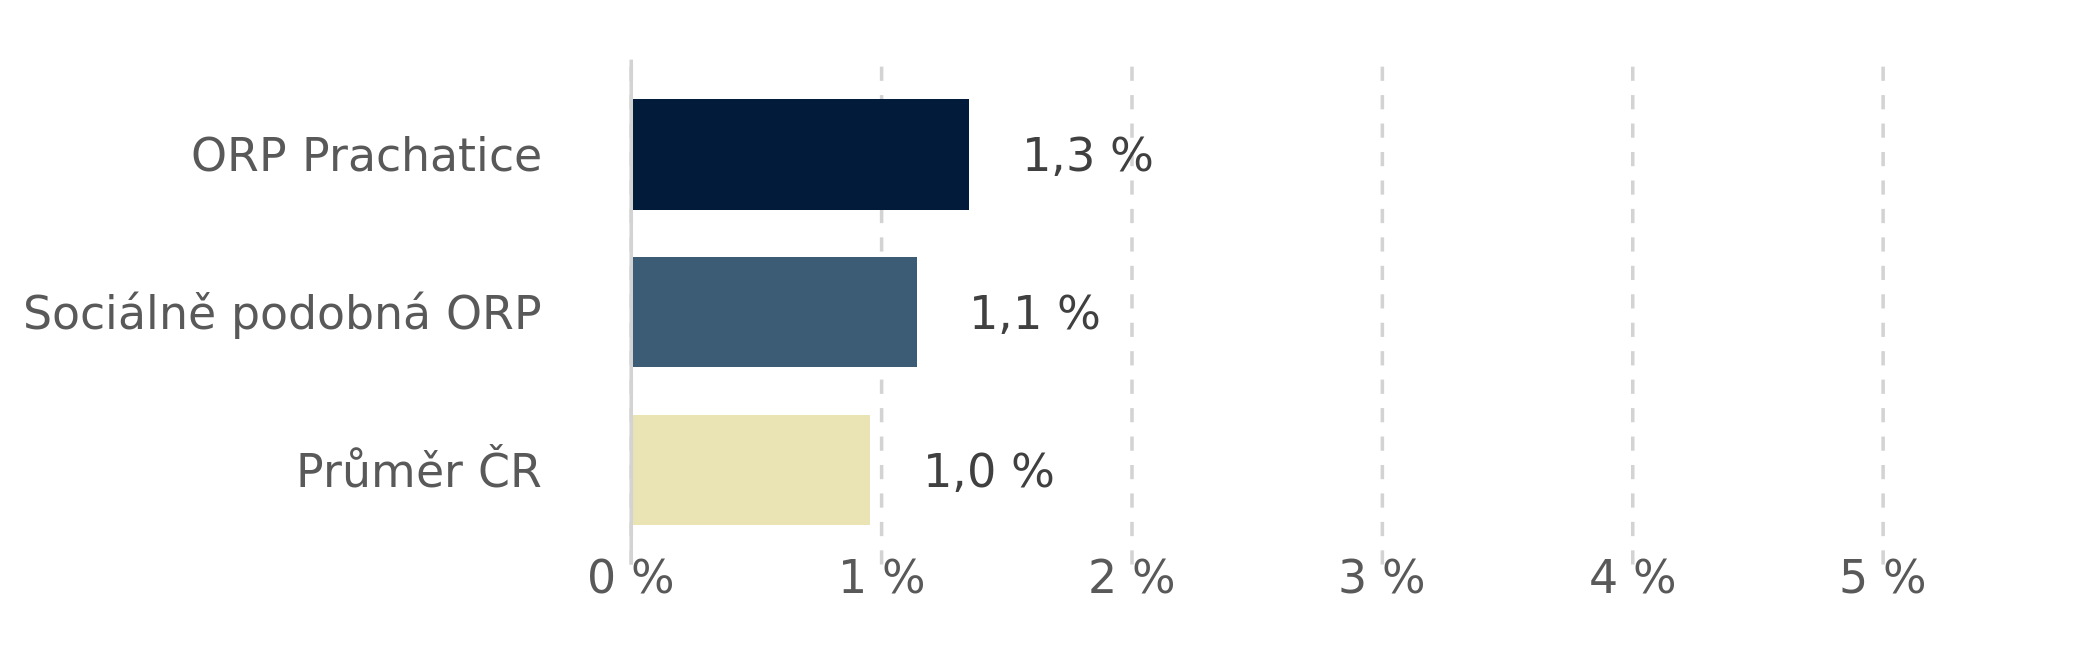 ORP Prachatice 1,3 %
Sociálně podobná ORP 1,1 %
Průměr ČR 1,0 %
0 % 1 % 2 % 3 % 4 % 5 %